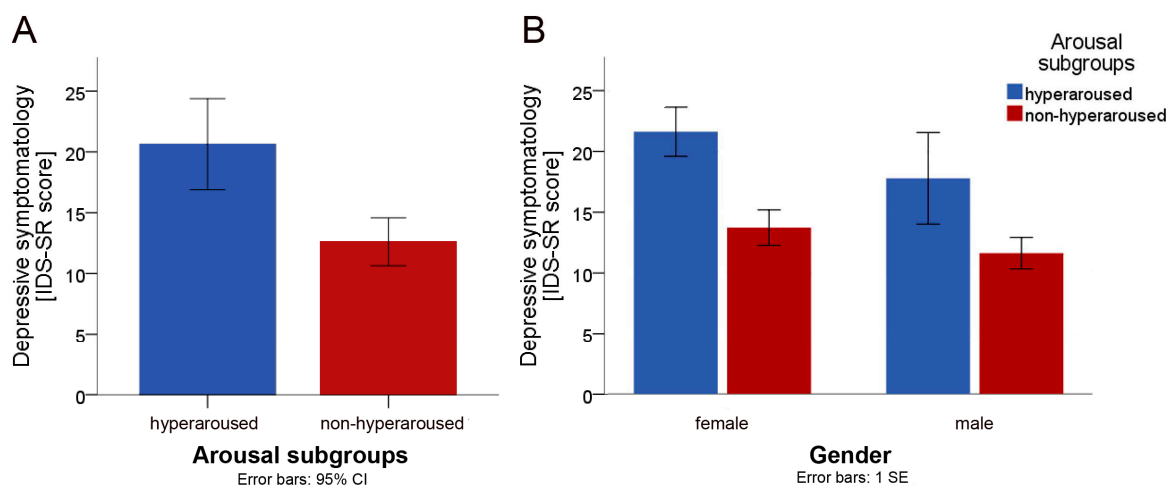 A
Depressive symptomatology
[IDS-SR score]
25
20
15
10
5
0
hyperaroused
non-hyperaroused
Arousal subgroups
Error bars: 95% CI
B
Depressive symptomatology
[IDS-SR score]
25
20
15
10
5
0
female
male
Gender
Error bars: 1 SE
Arousal
subgroups
hyperaroused
non-hyperaroused